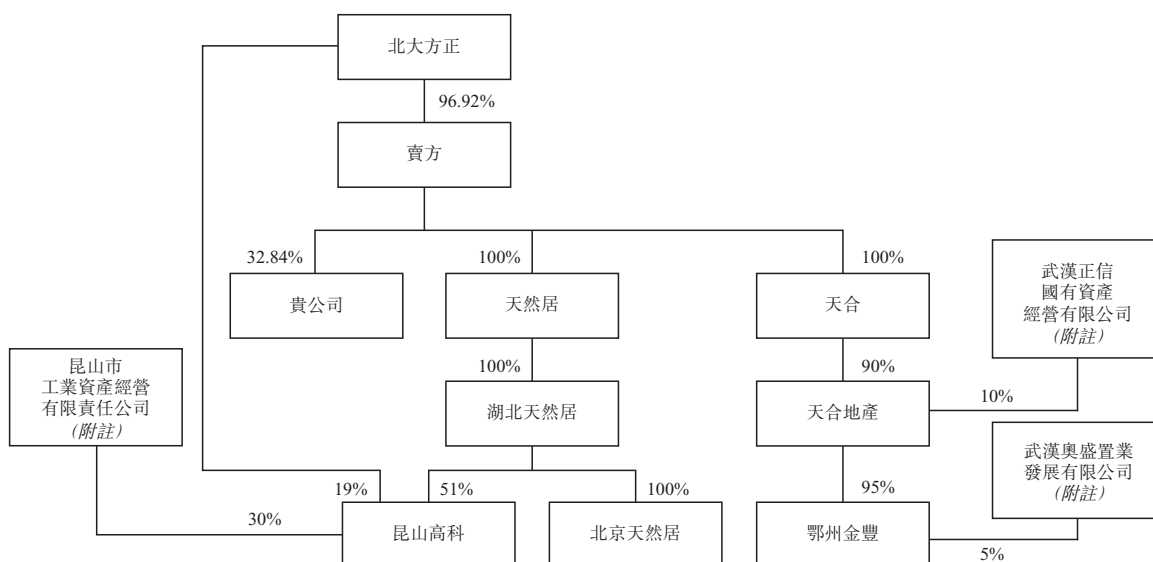 北大方正
96.92%
賣方
32.84%
100%
100%
貴公司
天然居
天合
武漢正信
國有資產
經營有限公司
（附註）
昆山市
工業資產經營
有限責任公司
（附註）
100%
90%
10%
湖北天然居
天合地產
武漢奧盛置業
發展有限公司
（附註）
19%
51%
100%
95%
30%
昆山高科
北京天然居
鄂州金豐
5%